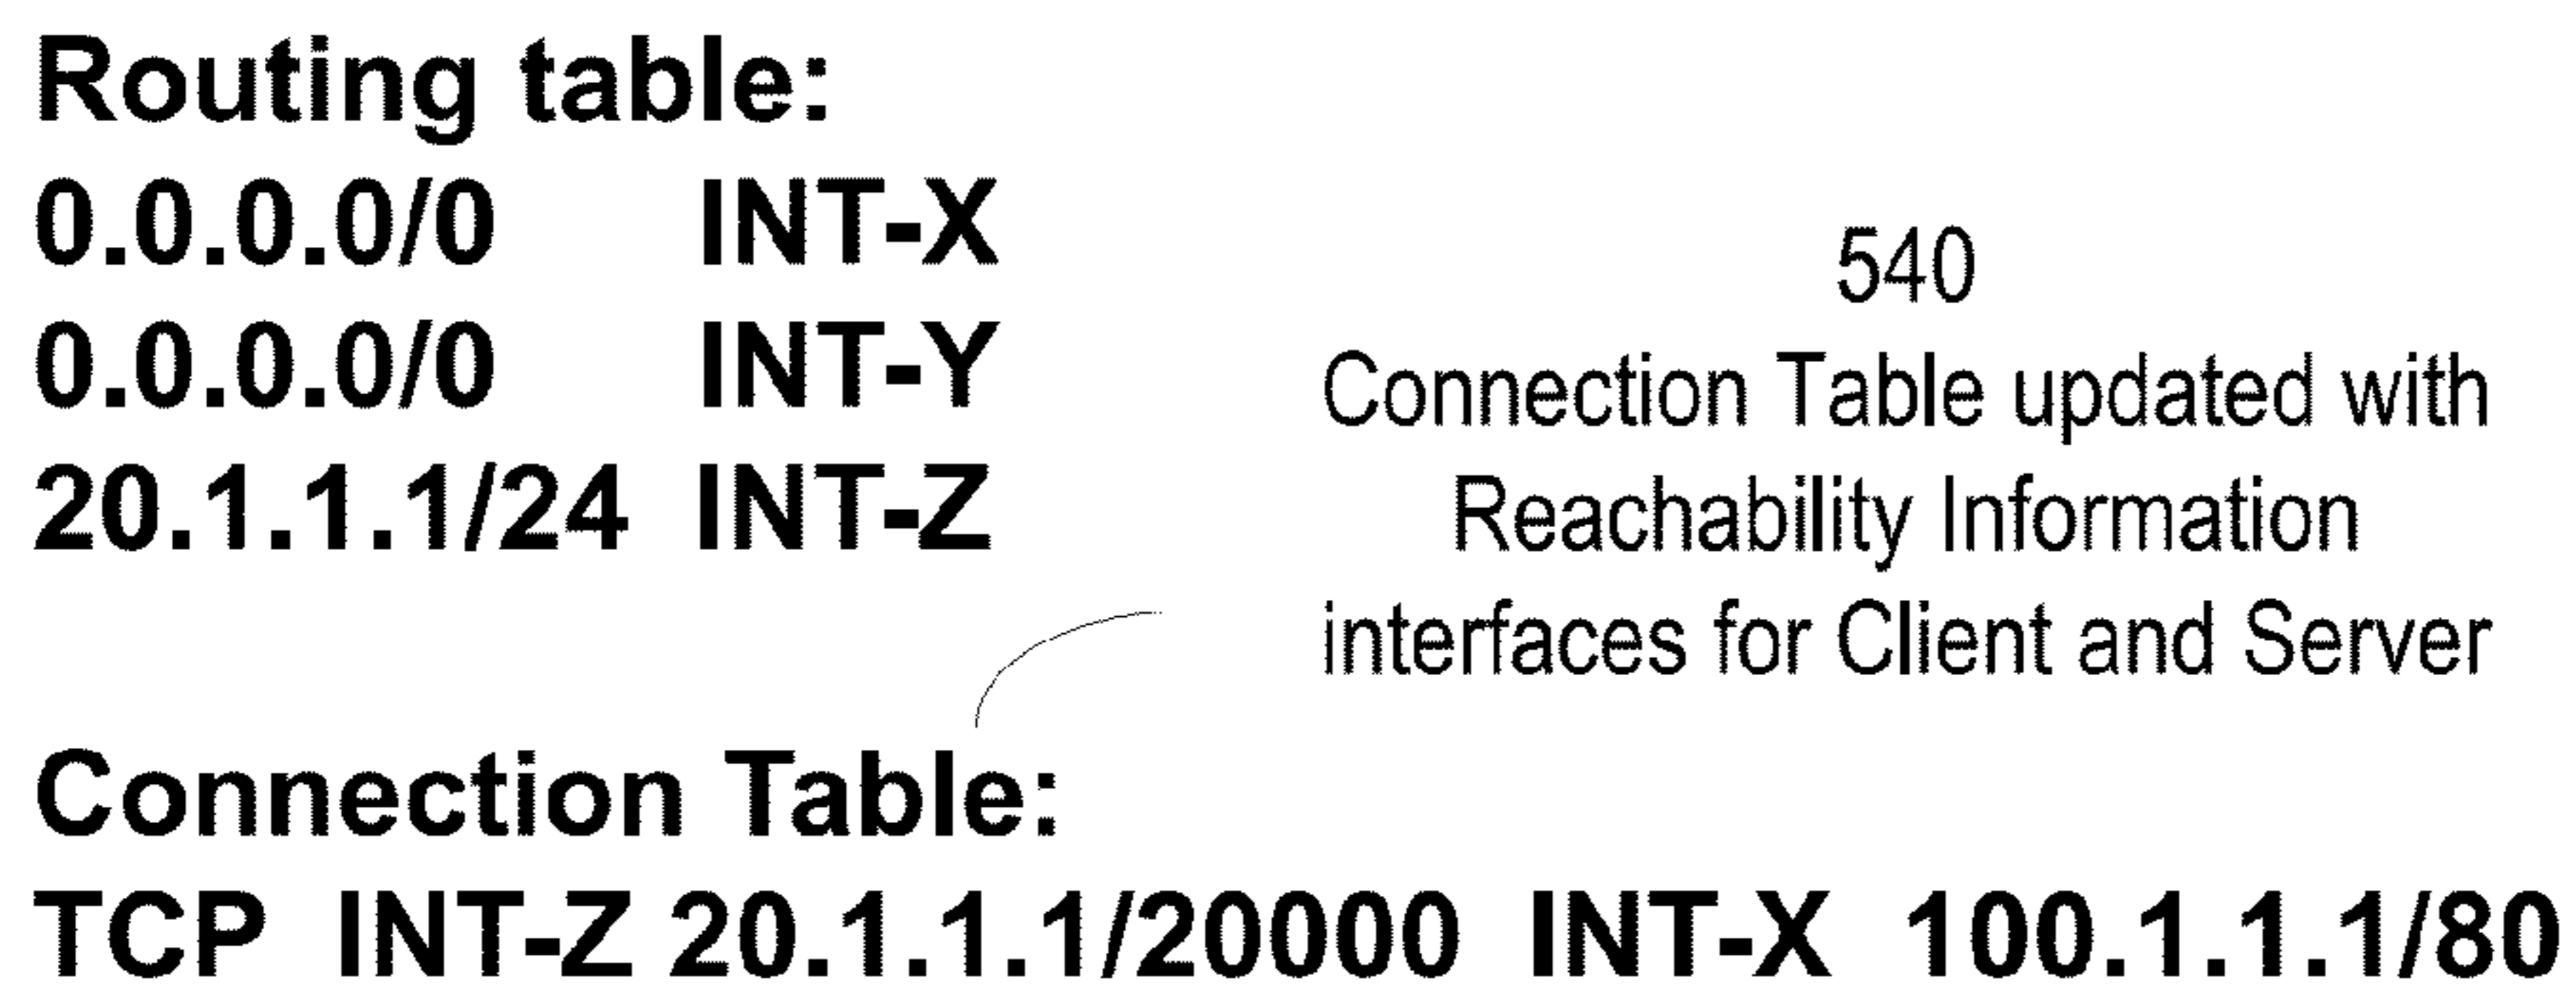 Routing table:
0.0.0.0/0 INT-X
0.0.0.0/0 INT-Y
20.1.1.1/24 INT-Z
540
Connection Table updated with
Reachability Information
interfaces for Client and Server
Connection Table:
TCP INT-Z 20.1.1.1/20000 INT-X 100.1.1.1/80